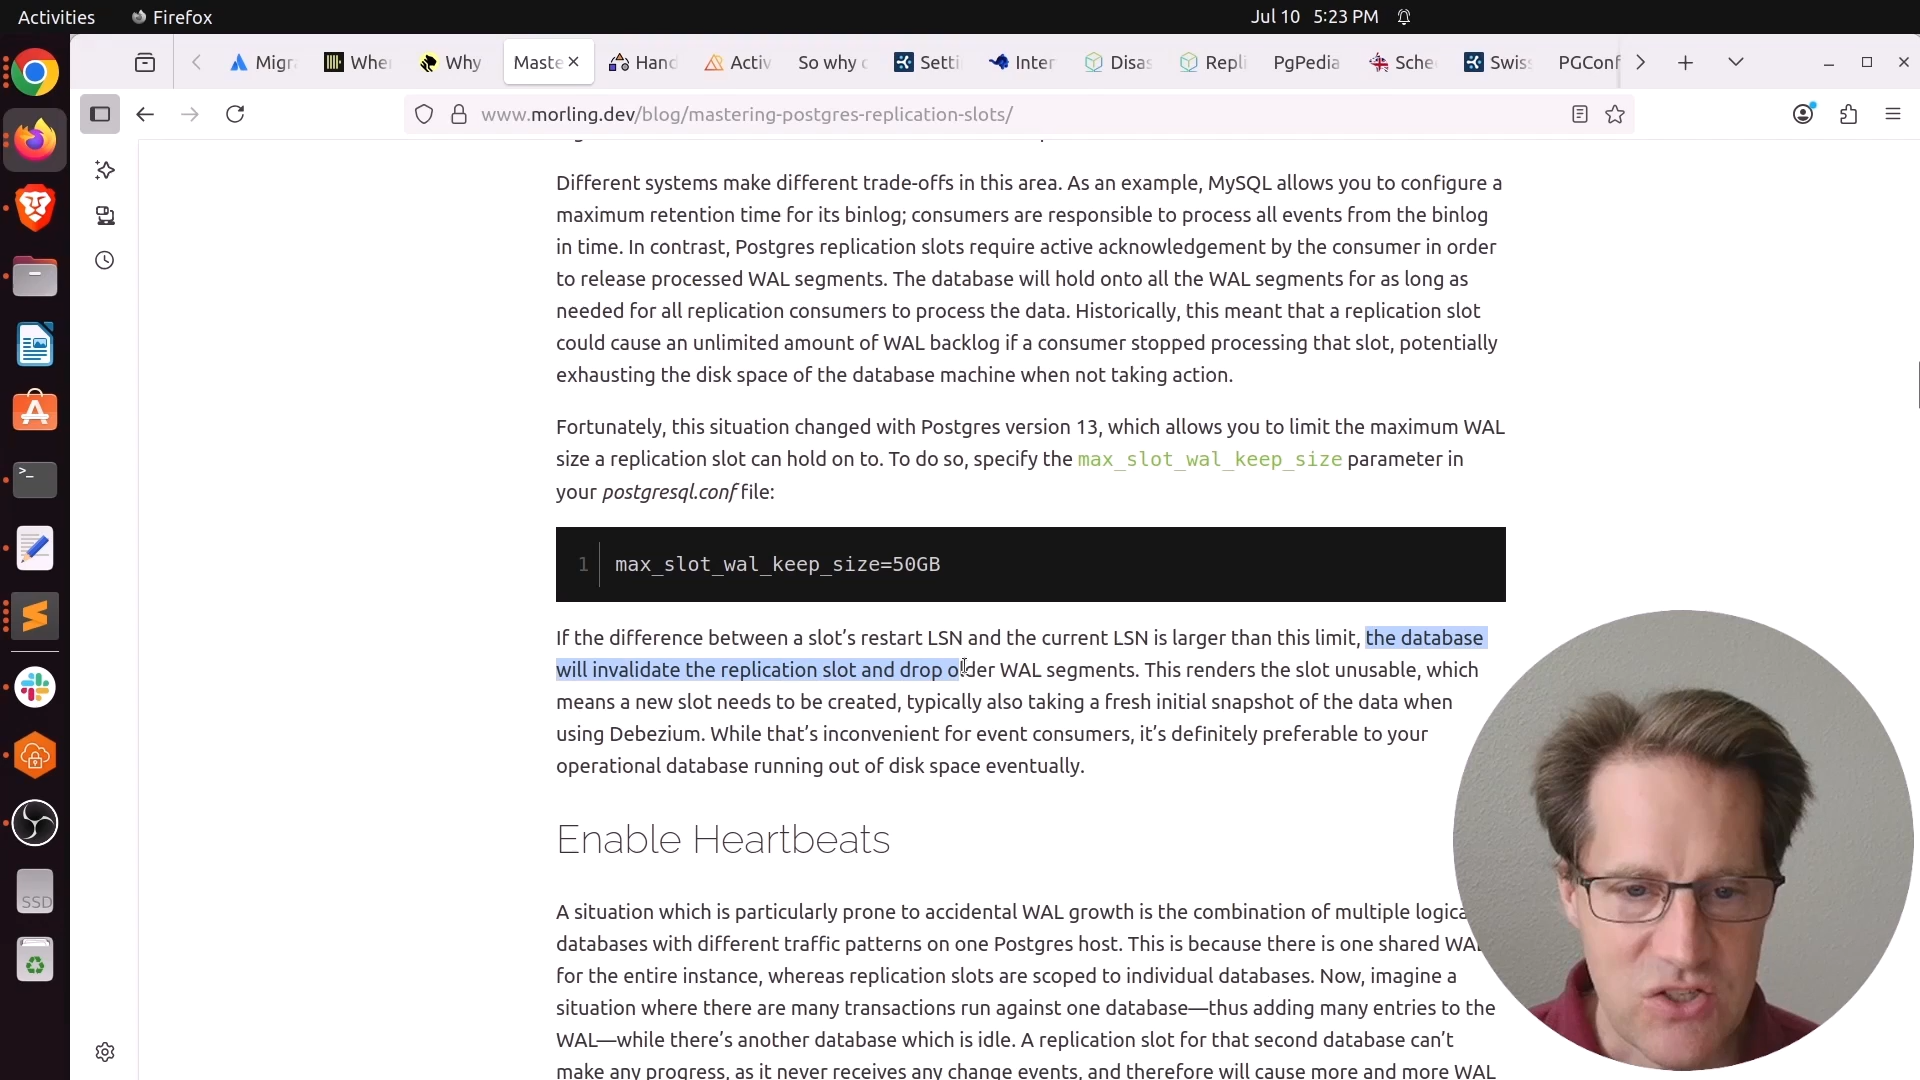 Activities
Firefox
Jul 10 5:23 PM
Migr
Wher
Why
Maste
Hand
Activ
So why
Setti
Inter
Disas
Repli
PgPedia
Sche
Swiss
PGConf
www.morling.dev/blog/mastering-postgres-replication-slots/
Different systems make different trade-offs in this area. As an example, MySQL allows you to configure a
maximum retention time for its binlog; consumers are responsible to process all events from the binlog
in time. In contrast, Postgres replication slots require active acknowledgement by the consumer in order
to release processed WAL segments. The database will hold onto all the WAL segments for as long as
needed for all replication consumers to process the data. Historically, this meant that a replication slot
could cause an unlimited amount of WAL backlog if a consumer stopped processing that slot, potentially
exhausting the disk space of the database machine when not taking action.
Fortunately, this situation changed with Postgres version 13, which allows you to limit the maximum WAL
size a replication slot can hold on to. To do so, specify the max_slot_wal_keep_size parameter in
your postgresql.conf file:
1 max_slot_wal_keep_size=50GB
If the difference between a slot’s restart LSN and the current LSN is larger than this limit, the database
will invalidate the replication slot and drop older WAL segments. This renders the slot unusable, which
means a new slot needs to be created, typically also taking a fresh initial snapshot of the data when
using Debezium. While that’s inconvenient for event consumers, it’s definitely preferable to your
operational database running out of disk space eventually.
Enable Heartbeats
A situation which is particularly prone to accidental WAL growth is the combination of multiple logica
databases with different traffic patterns on one Postgres host. This is because there is one shared WAL
for the entire instance, whereas replication slots are scoped to individual databases. Now, imagine a
situation where there are many transactions run against one database—thus adding many entries to the
WAL—while there’s another database which is idle. A replication slot for that second database can’t
make any progress, as it never receives any change events, and therefore will cause more and more WAL
SSD